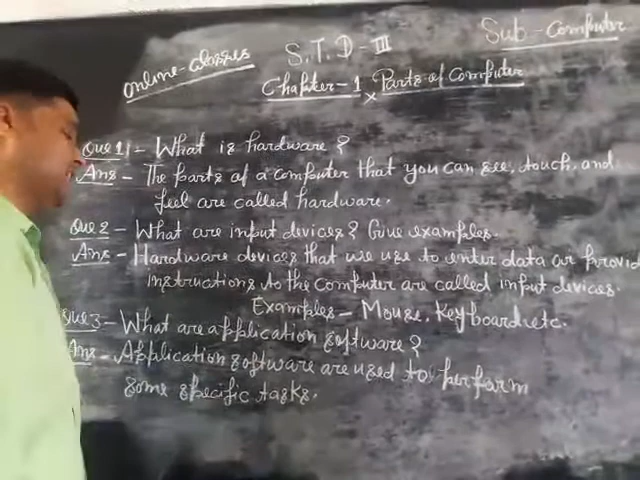 online-classes
S.T.D-III
Sub-Computer
Chapter-1 Parts of Computer
Que 1 - What is hardware?
Ans - The parts of a computer that you can see, touch, and
feel are called hardware.
Que 2 - What are input devices? Give examples.
Ans - Hardware devices that we use to enter data or provid
instructions to the computer are called input devices.
Examples - Mouse, Keyboard, etc.
Que 3 - What are application software?
Ans - Application software are used to perform
some specific tasks.